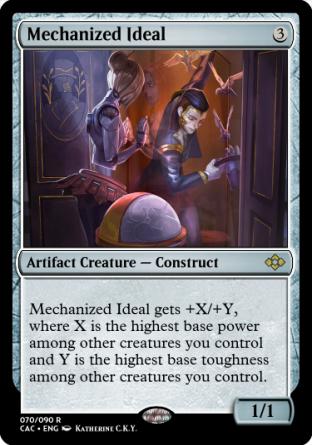 Mechanized Ideal 3
Artifact Creature — Construct
Mechanized Ideal gets +X/+Y,
where X is the highest base power
among other creatures you control
and Y is the highest base toughness
among other creatures you control.
1/1
070/090 R
CAC • ENG KATHERINE C.K.Y.